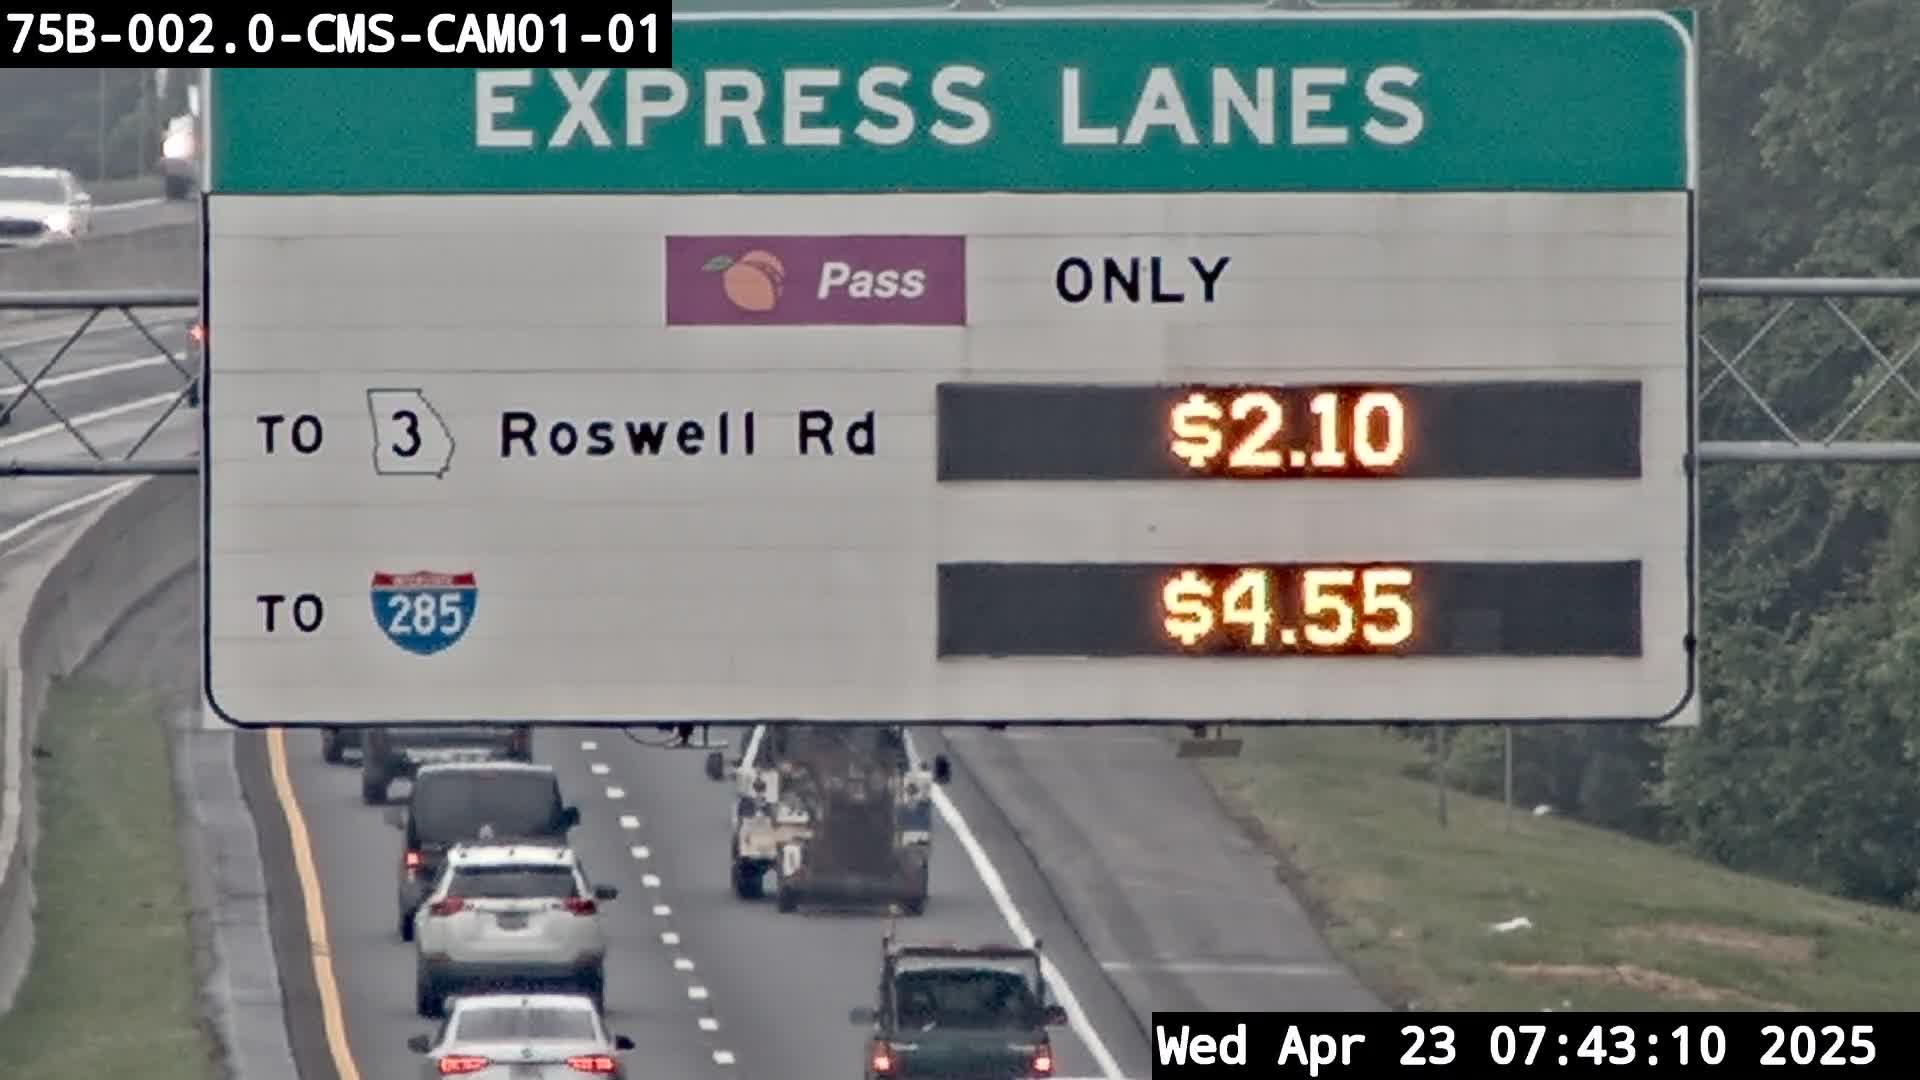 75B-002.0-CMS-CAM01-01
EXPRESS LANES
Pass ONLY
TO 3 Roswell Rd $2.10
TO INTERSTATE 285 $4.55
Wed Apr 23 07:43:10 2025